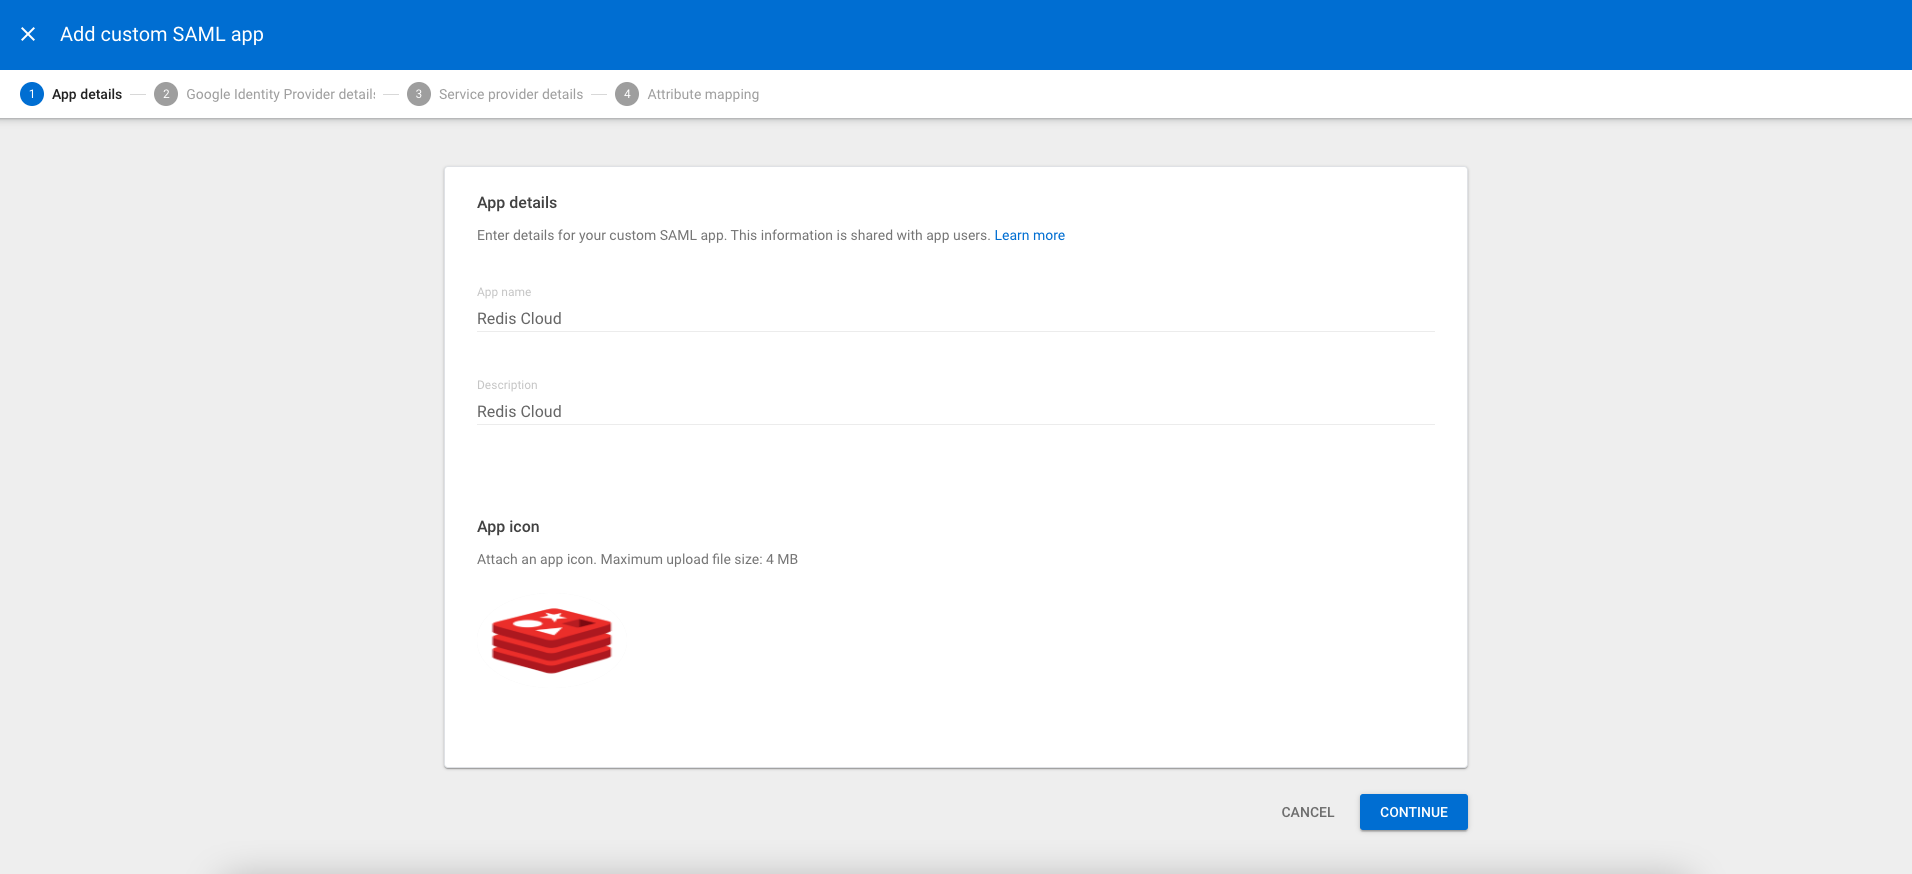 Add custom SAML app
1 App details 2 Google Identity Provider details 3 Service provider details 4 Attribute mapping
App details
Enter details for your custom SAML app. This information is shared with app users. Learn more
App name
Redis Cloud
Description
Redis Cloud
App icon
Attach an app icon. Maximum upload file size: 4 MB
CANCEL CONTINUE